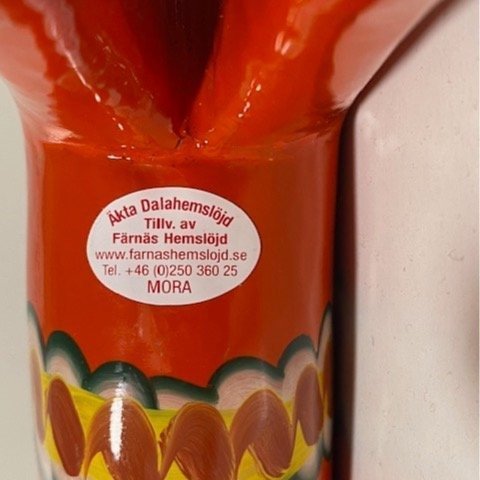 Äkta Dalahemslöjd
Tillv. av
Färnäs Hemslöjd
www.farnashemslojd.se
Tel. +46 (0)250 360 25
MORA